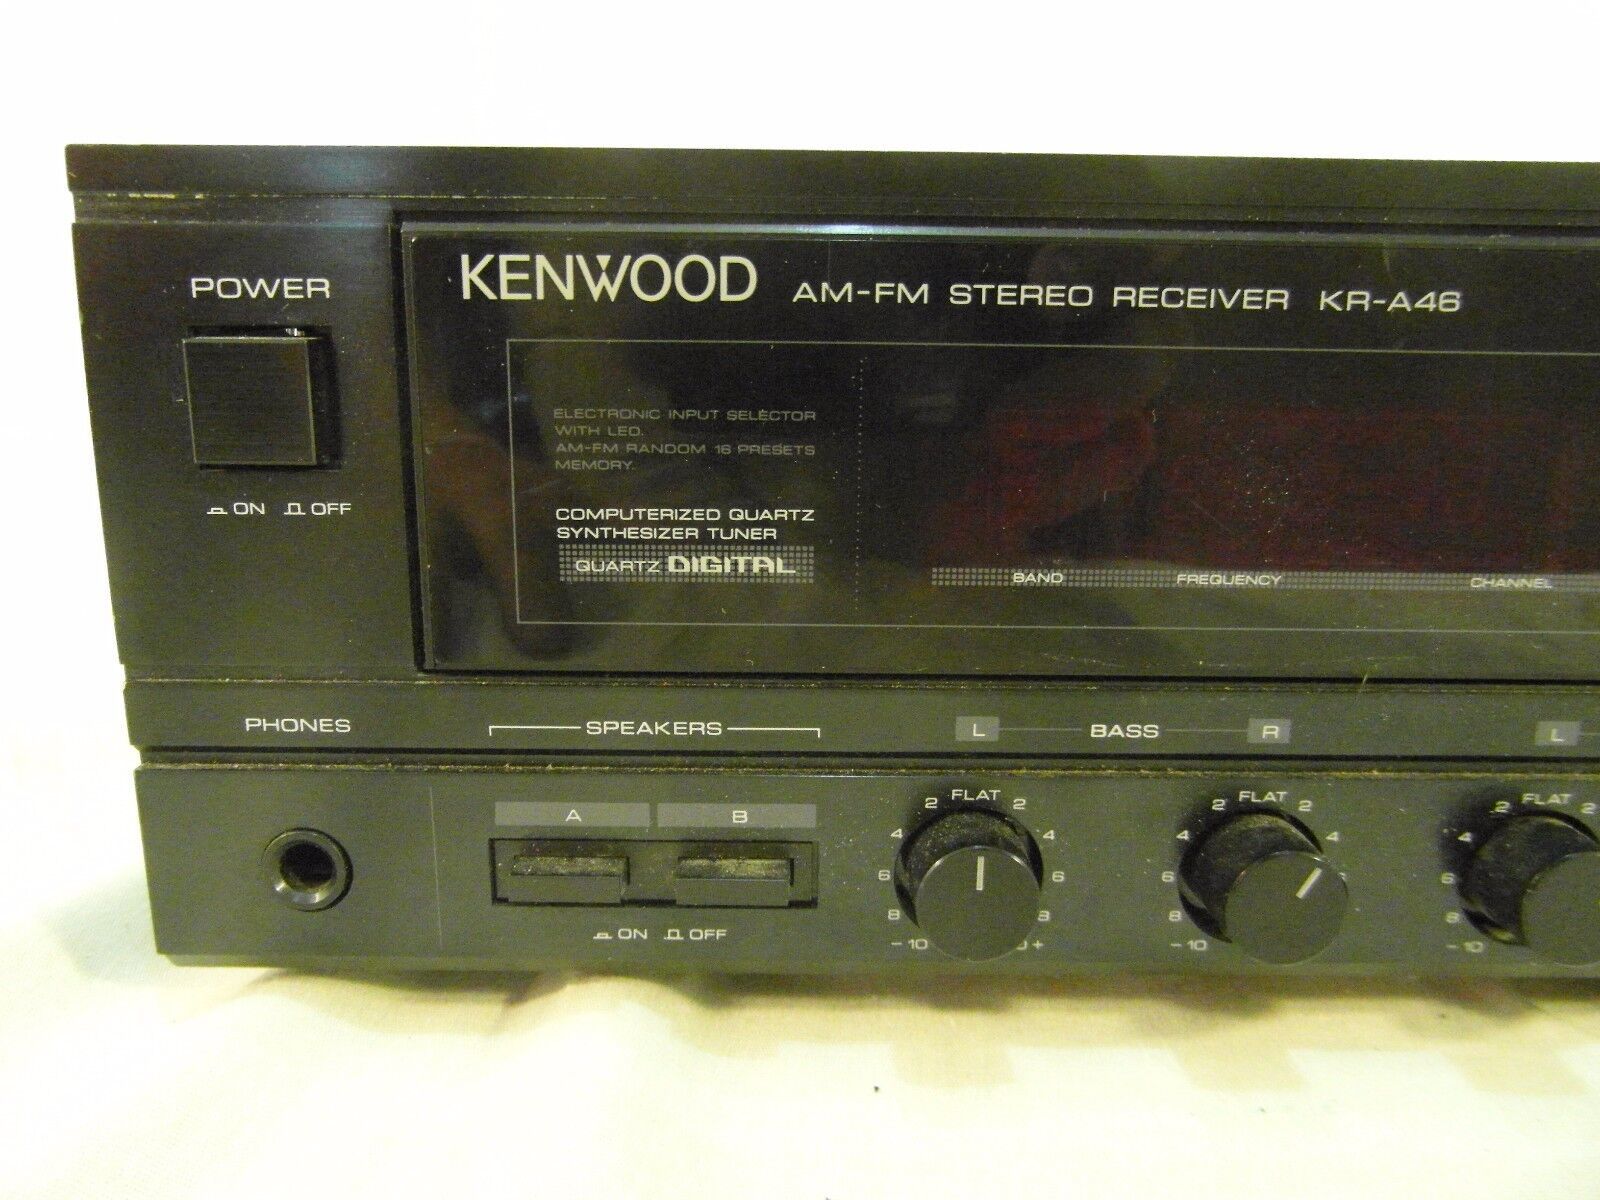 KENWOOD AM-FM STEREO RECEIVER KR-A46
POWER
ON OFF
ELECTRONIC INPUT SELECTOR
WITH LED.
AM-FM RANDOM 16 PRESETS
MEMORY.
COMPUTERIZED QUARTZ
SYNTHESIZER TUNER
QUARTZ DIGITAL
BAND FREQUENCY CHANNEL
PHONES SPEAKERS L BASS R L
A B
ON OFF
2 FLAT 2
4 4
6 6
8 8
-10 0+
2 FLAT 2
4 4
6
8
-10
2 FLAT 2
4
6
8
-10